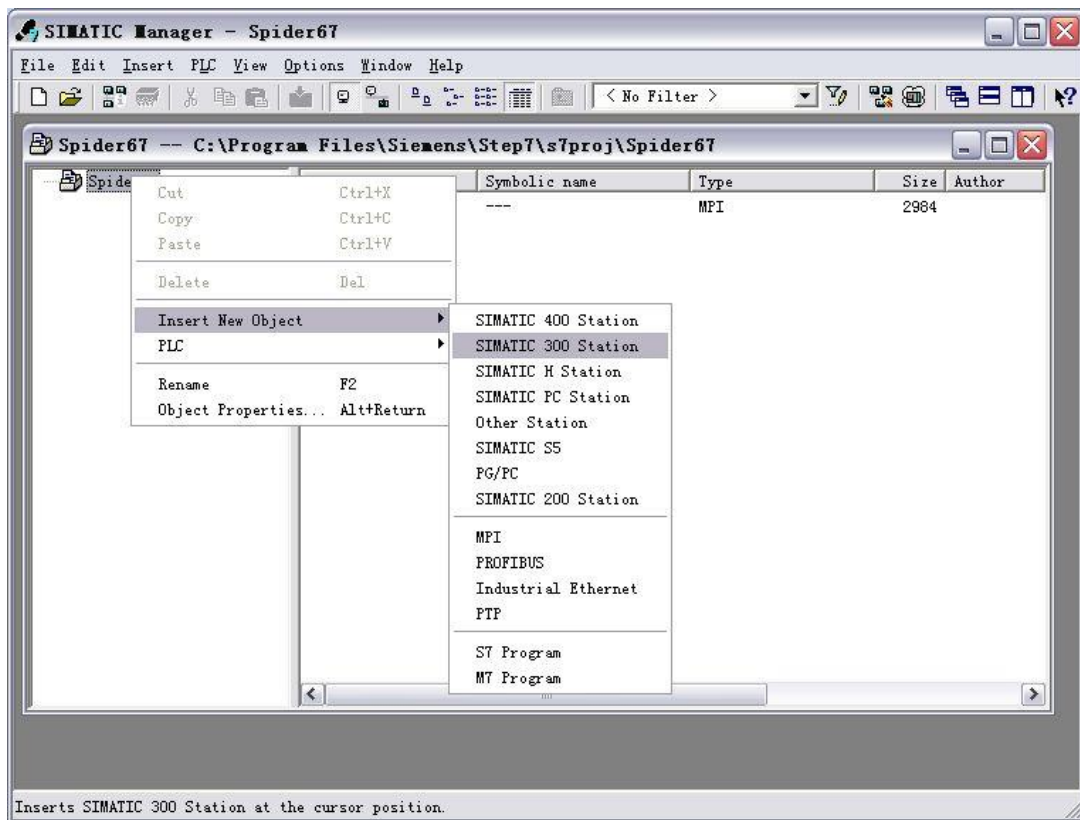 SIMATIC Manager - Spider67
File Edit Insert PLC View Options Window Help
< No Filter >
Spider67 -- C:\Program Files\Siemens\Step7\s7proj\Spider67
Spide
Symbolic name Type Size Author
--- MPI 2984
Cut Ctrl+X
Copy Ctrl+C
Paste Ctrl+V
Delete Del
Insert New Object
PLC
Rename F2
Object Properties... Alt+Return
SIMATIC 400 Station
SIMATIC 300 Station
SIMATIC H Station
SIMATIC PC Station
Other Station
SIMATIC S5
PG/PC
SIMATIC 200 Station
MPI
PROFIBUS
Industrial Ethernet
PTP
S7 Program
M7 Program
Inserts SIMATIC 300 Station at the cursor position.